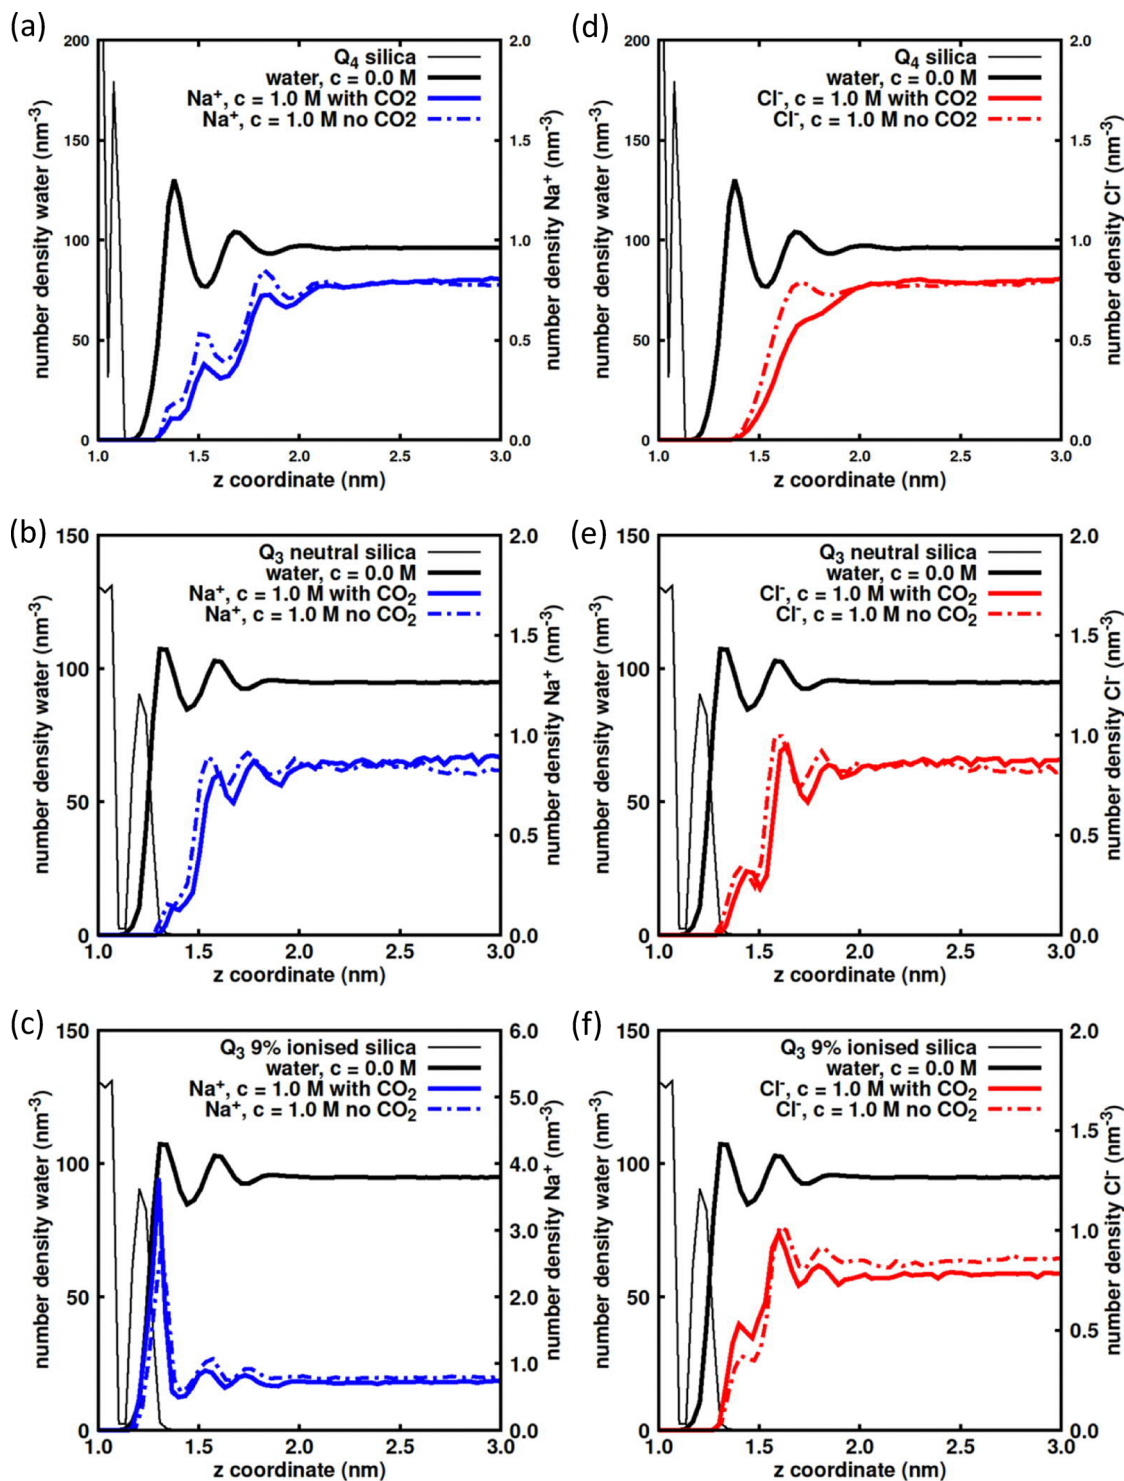 (a)
200
150
100
50
0
2.0
1.5
1.0
0.5
0.0
Q4 silica
water, c = 0.0 M
Na+, c = 1.0 M with CO2
Na+, c = 1.0 M no CO2
number density water (nm-3)
number density Na+ (nm-3)
1.0 1.5 2.0 2.5 3.0
z coordinate (nm)
(d)
200
150
100
50
0
2.0
1.5
1.0
0.5
0.0
Q4 silica
water, c = 0.0 M
Cl-, c = 1.0 M with CO2
Cl-, c = 1.0 M no CO2
number density water (nm-3)
number density Cl- (nm-3)
1.0 1.5 2.0 2.5 3.0
z coordinate (nm)
(b)
150
100
50
0
2.0
1.5
1.0
0.5
0.0
Q3 neutral silica
water, c = 0.0 M
Na+, c = 1.0 M with CO2
Na+, c = 1.0 M no CO2
number density water (nm-3)
number density Na+ (nm-3)
1.0 1.5 2.0 2.5 3.0
z coordinate (nm)
(e)
150
100
50
0
2.0
1.5
1.0
0.5
0.0
Q3 neutral silica
water, c = 0.0 M
Cl-, c = 1.0 M with CO2
Cl-, c = 1.0 M no CO2
number density water (nm-3)
number density Cl- (nm-3)
1.0 1.5 2.0 2.5 3.0
z coordinate (nm)
(c)
150
100
50
0
6.0
5.0
4.0
3.0
2.0
1.0
0.0
Q3 9% ionised silica
water, c = 0.0 M
Na+, c = 1.0 M with CO2
Na+, c = 1.0 M no CO2
number density water (nm-3)
number density Na+ (nm-3)
1.0 1.5 2.0 2.5 3.0
z coordinate (nm)
(f)
150
100
50
0
2.0
1.5
1.0
0.5
0.0
Q3 9% ionised silica
water, c = 0.0 M
Cl-, c = 1.0 M with CO2
Cl-, c = 1.0 M no CO2
number density water (nm-3)
number density Cl- (nm-3)
1.0 1.5 2.0 2.5 3.0
z coordinate (nm)